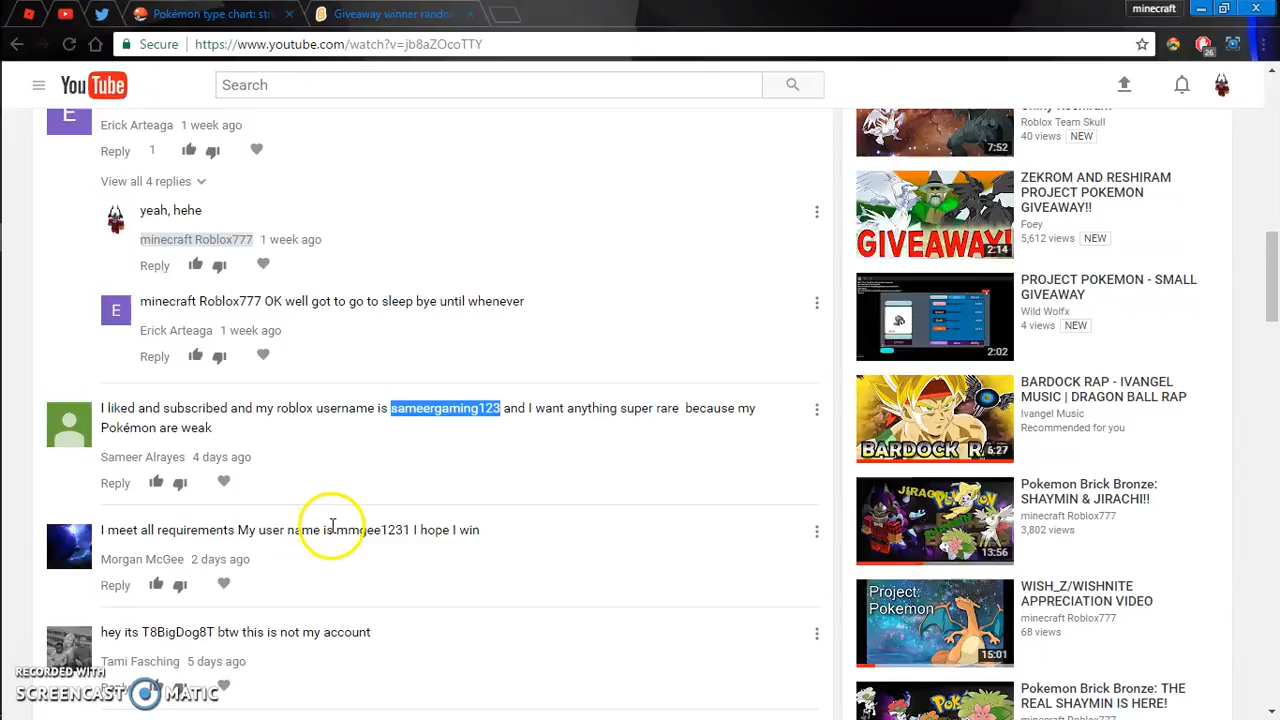 minecraft
Pokémon type chart: str
Giveaway winner rando
Secure
https://www.youtube.com/watch?v=jb8aZOcoTTY
26
YouTube
Search
E
Erick Arteaga 1 week ago
Reply 1
View all 4 replies
yeah, hehe
minecraft Roblox777 1 week ago
Reply
E
minecraft Roblox777 OK well got to go to sleep bye until whenever
Erick Arteaga 1 week ago
Reply
I liked and subscribed and my roblox username is sameergaming123 and I want anything super rare because my
Pokémon are weak
Sameer Alrayes 4 days ago
Reply
I meet all requirements My user name is mmgee1231 I hope I win
Morgan McGee 2 days ago
Reply
hey its T8BigDog8T btw this is not my account
Tami Fasching 5 days ago
Reply
RECORDED WITH
SCREENCAST MATIC
Roblox Team Skull
40 views NEW
7:52
ZEKROM AND RESHIRAM
PROJECT POKEMON
GIVEAWAY!!
Foey
5,612 views NEW
GIVEAWAY!
2:14
PROJECT POKEMON - SMALL
GIVEAWAY
Wild Wolfx
4 views NEW
2:02
BARDOCK RAP - IVANGEL
MUSIC | DRAGON BALL RAP
Ivangel Music
Recommended for you
BARDOCK RAP
6:27
Pokemon Brick Bronze:
SHAYMIN & JIRACHI!!
minecraft Roblox777
3,802 views
13:56
WISH_Z/WISHNITE
APPRECIATION VIDEO
minecraft Roblox777
68 views
Project:
Pokemon
15:01
Pokemon Brick Bronze: THE
REAL SHAYMIN IS HERE!